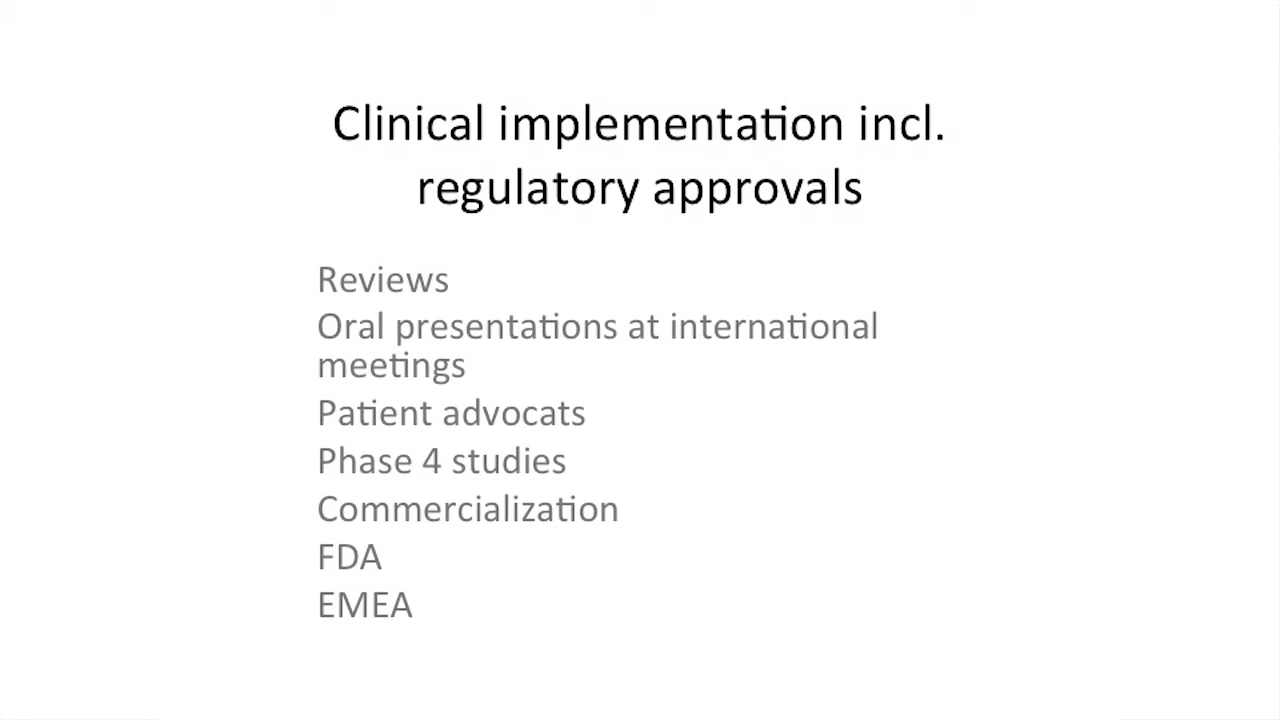 Clinical implementation incl.
regulatory approvals
Reviews
Oral presentations at international
meetings
Patient advocats
Phase 4 studies
Commercialization
FDA
EMEA